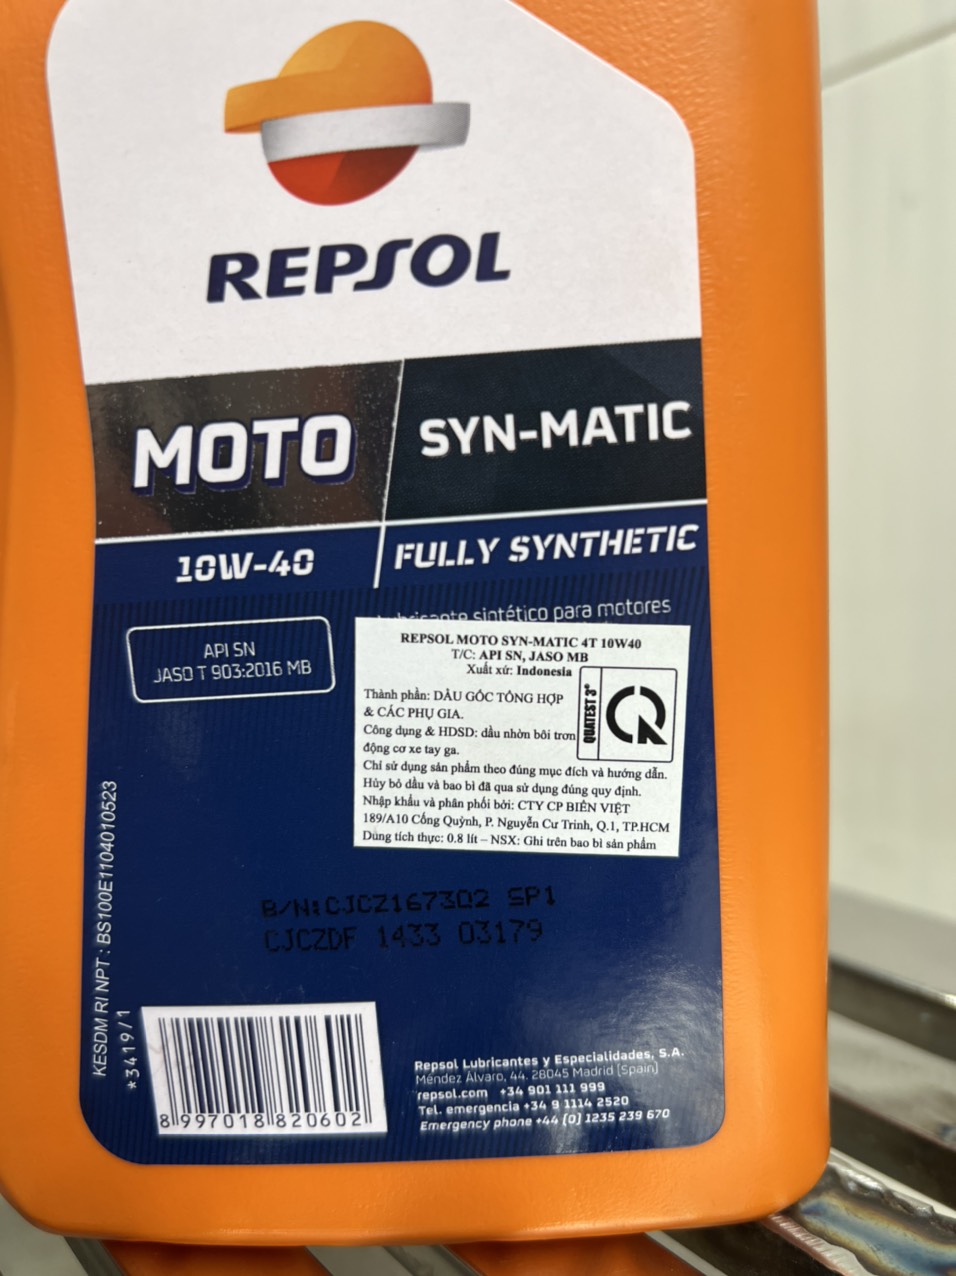 REPSOL
MOTO
SYN-MATIC
10W-40
FULLY SYNTHETIC
API SN
JASO T 903:2016 MB
sintético para motores
REPSOL MOTO SYN-MATIC 4T 10W40
T/C: API SN, JASO MB
Xuất xứ: Indonesia
Thành phần: DẦU GỐC TỔNG HỢP
& CÁC PHỤ GIA.
Công dụng & HDSD: dầu nhờn bôi trơn
động cơ xe tay ga.
Chỉ sử dụng sản phẩm theo đúng mục đích và hướng dẫn.
Hủy bỏ dầu và bao bì đã qua sử dụng đúng quy định.
Nhập khẩu và phân phối bởi: CTY CP BIỂN VIỆT
189/A10 Cống Quỳnh, P. Nguyễn Cư Trinh, Q.1, TP.HCM
Dung tích thực: 0.8 lít – NSX: Ghi trên bao bì sản phẩm
QUATEST 3®
B/N:CJCZ167302 SP1
CJCZDF 1433 03179
KESDM RI NPT : BS100E1104010523
*3419/1
8 997018 820602
Repsol Lubricantes y Especialidades, S.A.
Méndez Álvaro, 44. 28045 Madrid (Spain)
repsol.com +34 901 111 999
Tel. emergencia +34 9 1114 2520
Emergency phone +44 (0) 1235 239 670